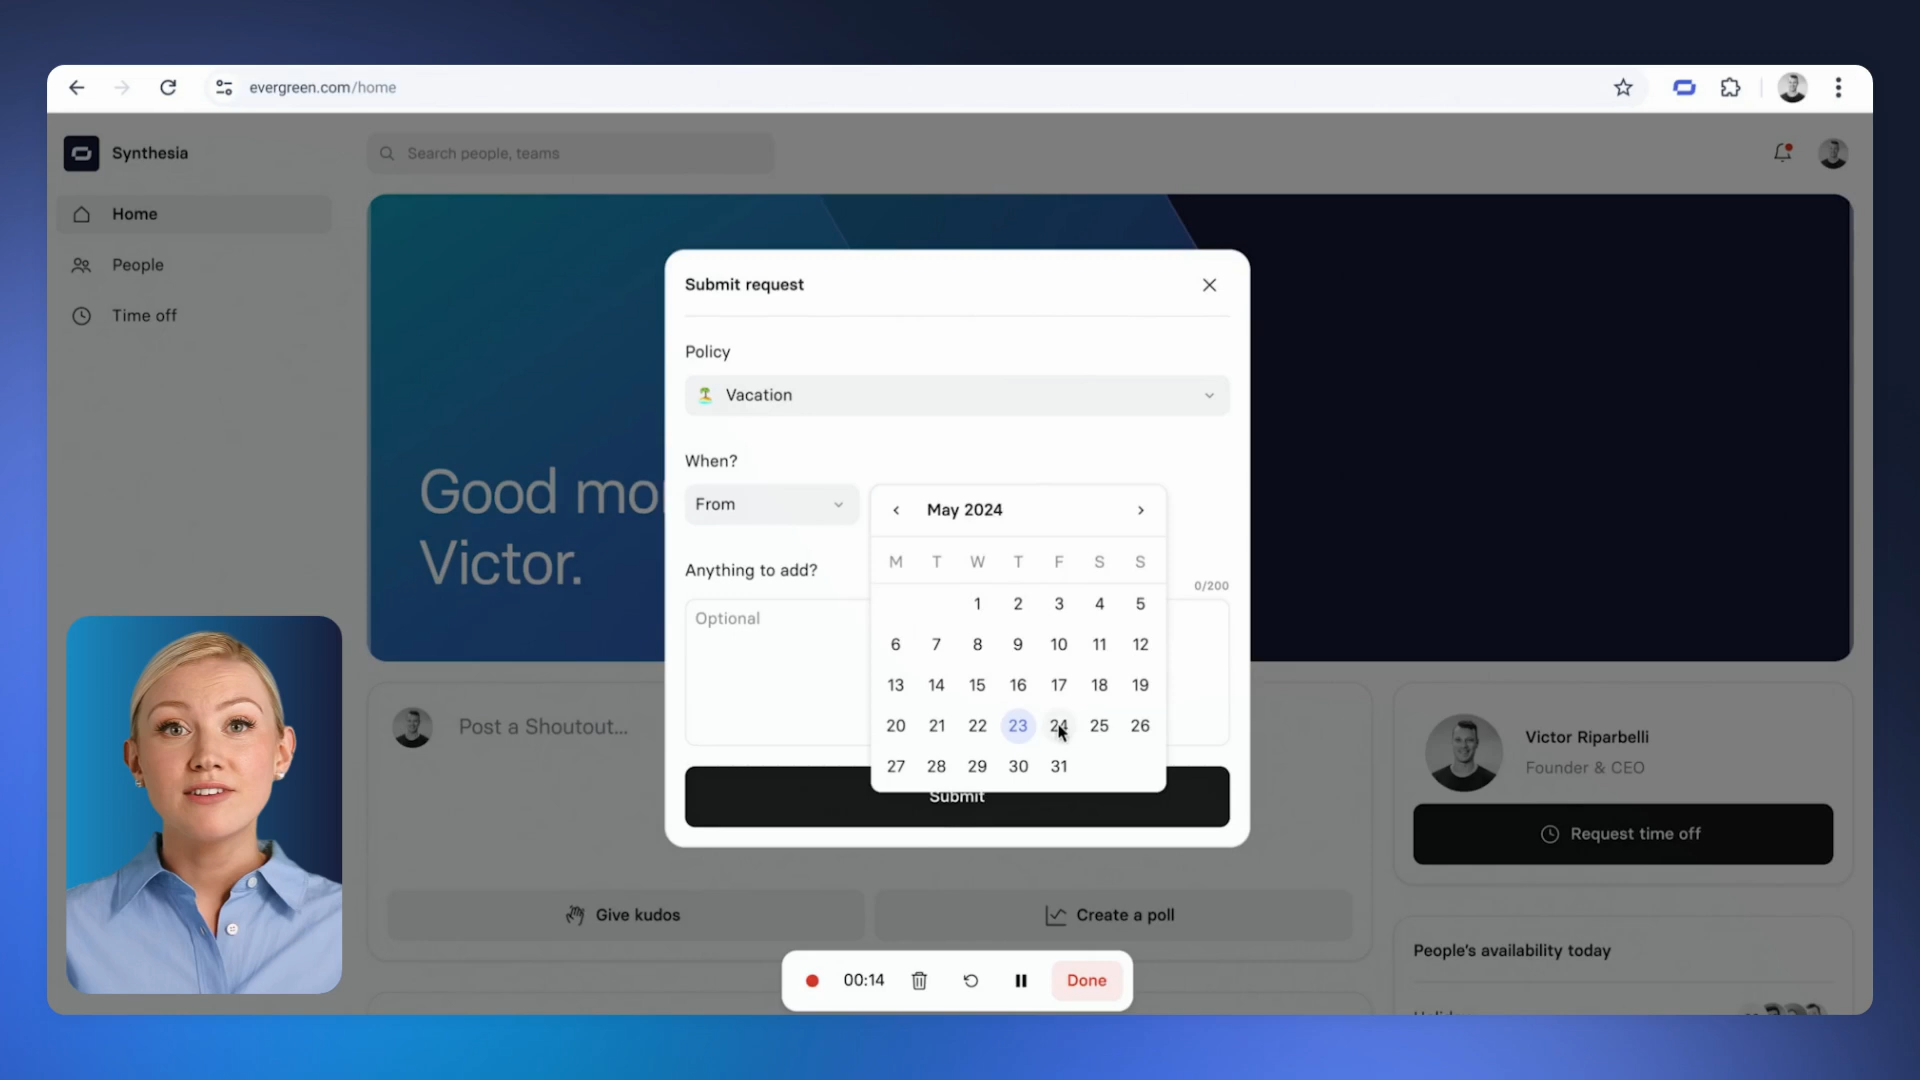 evergreen.com/home
Synthesia
Search people, teams
Home
People
Time off
Good mo
Victor.
Submit request
Policy
Vacation
When?
From
May 2024
M T W T F S S
1 2 3 4 5
6 7 8 9 10 11 12
13 14 15 16 17 18 19
20 21 22 23 24 25 26
27 28 29 30 31
Anything to add?
0/200
Optional
Submit
Post a Shoutout...
Give kudos
Create a poll
Victor Riparbelli
Founder & CEO
Request time off
People's availability today
00:14
Done